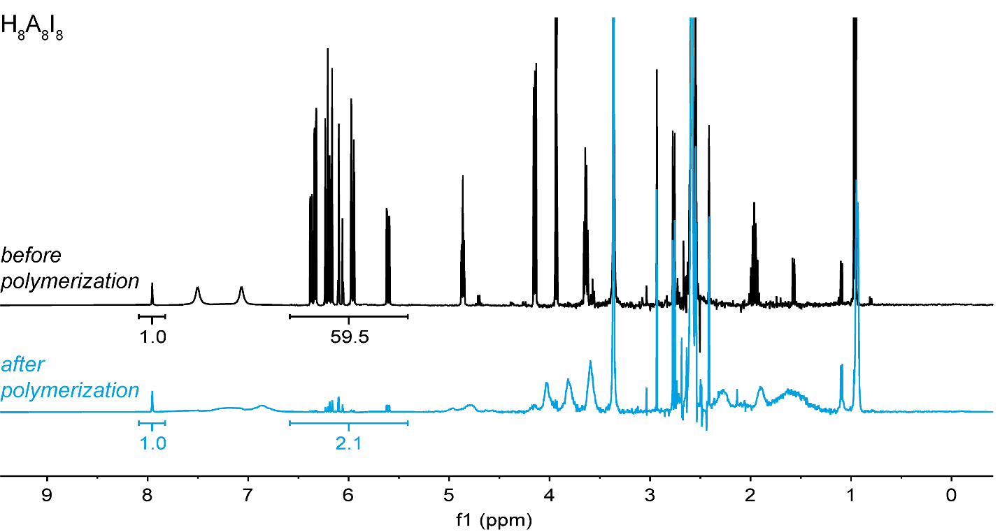 H₈A₈I₈
before
polymerization
1.0 59.5
after
polymerization
1.0 2.1
9 8 7 6 5 4 3 2 1 0
f1 (ppm)